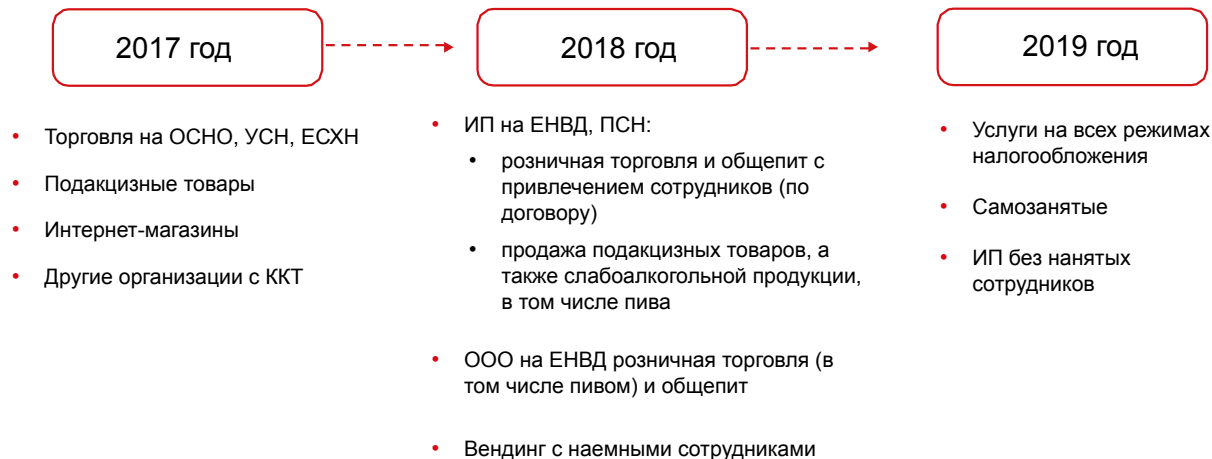 2017 год
2018 год
2019 год
• Торговля на ОСНО, УСН, ЕСХН
• Подакцизные товары
• Интернет-магазины
• Другие организации с ККТ
• ИП на ЕНВД, ПСН:
• розничная торговля и общепит с
привлечением сотрудников (по
договору)
• продажа подакцизных товаров, а
также слабоалкогольной продукции,
в том числе пива
• ООО на ЕНВД розничная торговля (в
том числе пивом) и общепит
• Вендинг с наемными сотрудниками
• Услуги на всех режимах
налогообложения
• Самозанятые
• ИП без нанятых
сотрудников